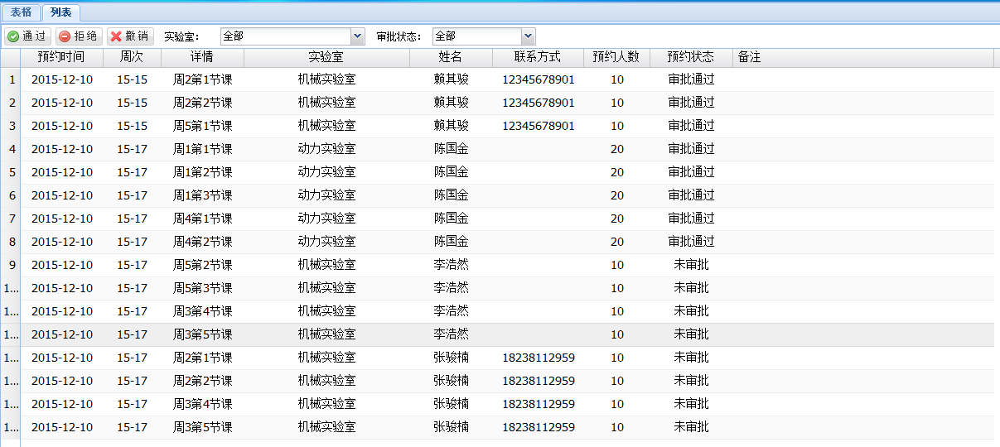 表格 列表
通过 拒绝 撤销 实验室： 全部 审批状态： 全部
预约时间 周次 详情 实验室 姓名 联系方式 预约人数 预约状态 备注
1 2015-12-10 15-15 周2第1节课 机械实验室 赖其骏 12345678901 10 审批通过
2 2015-12-10 15-15 周2第2节课 机械实验室 赖其骏 12345678901 10 审批通过
3 2015-12-10 15-15 周5第1节课 机械实验室 赖其骏 12345678901 10 审批通过
4 2015-12-10 15-17 周1第1节课 动力实验室 陈国金 20 审批通过
5 2015-12-10 15-17 周1第2节课 动力实验室 陈国金 20 审批通过
6 2015-12-10 15-17 周1第3节课 动力实验室 陈国金 20 审批通过
7 2015-12-10 15-17 周4第1节课 动力实验室 陈国金 20 审批通过
8 2015-12-10 15-17 周4第2节课 动力实验室 陈国金 20 审批通过
9 2015-12-10 15-17 周5第2节课 机械实验室 李浩然 10 未审批
1... 2015-12-10 15-17 周5第3节课 机械实验室 李浩然 10 未审批
1... 2015-12-10 15-17 周3第4节课 机械实验室 李浩然 10 未审批
1... 2015-12-10 15-17 周3第5节课 机械实验室 李浩然 10 未审批
1... 2015-12-10 15-17 周2第1节课 机械实验室 张骏楠 18238112959 10 未审批
1... 2015-12-10 15-17 周2第2节课 机械实验室 张骏楠 18238112959 10 未审批
1... 2015-12-10 15-17 周3第4节课 机械实验室 张骏楠 18238112959 10 未审批
1... 2015-12-10 15-17 周3第5节课 机械实验室 张骏楠 18238112959 10 未审批